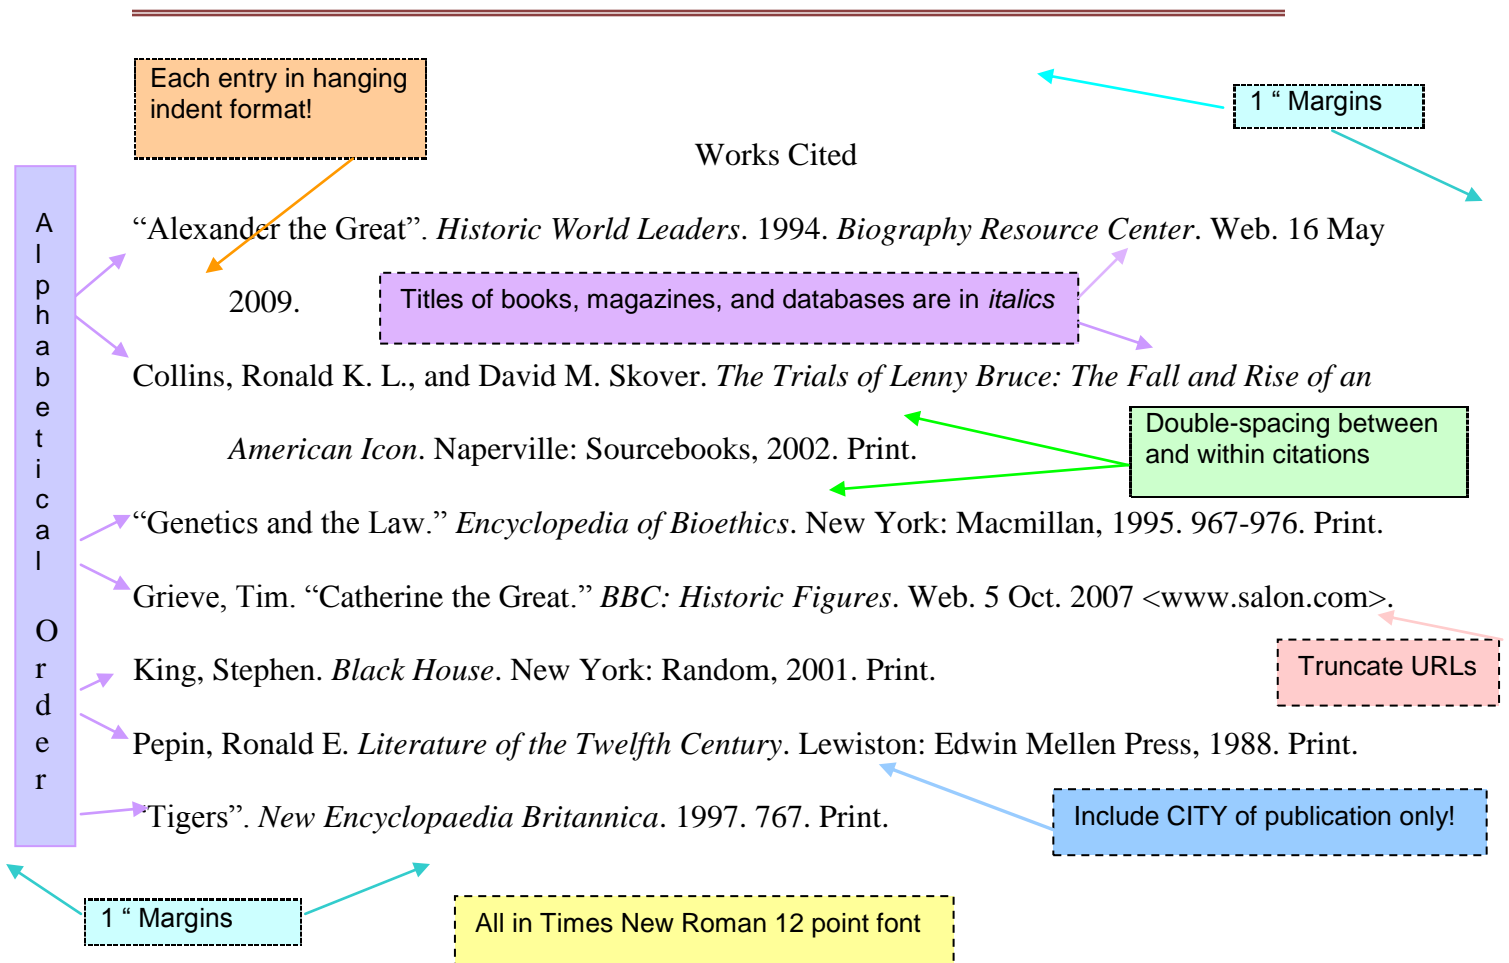 Each entry in hanging
indent format!
1 “ Margins
Works Cited
Alphabetical Order
“Alexander the Great”. Historic World Leaders. 1994. Biography Resource Center. Web. 16 May
2009.
Titles of books, magazines, and databases are in italics
Collins, Ronald K. L., and David M. Skover. The Trials of Lenny Bruce: The Fall and Rise of an
American Icon. Naperville: Sourcebooks, 2002. Print.
Double-spacing between
and within citations
“Genetics and the Law.” Encyclopedia of Bioethics. New York: Macmillan, 1995. 967-976. Print.
Grieve, Tim. “Catherine the Great.” BBC: Historic Figures. Web. 5 Oct. 2007 <www.salon.com>.
Truncate URLs
King, Stephen. Black House. New York: Random, 2001. Print.
Pepin, Ronald E. Literature of the Twelfth Century. Lewiston: Edwin Mellen Press, 1988. Print.
Include CITY of publication only!
“Tigers”. New Encyclopaedia Britannica. 1997. 767. Print.
1 “ Margins
All in Times New Roman 12 point font